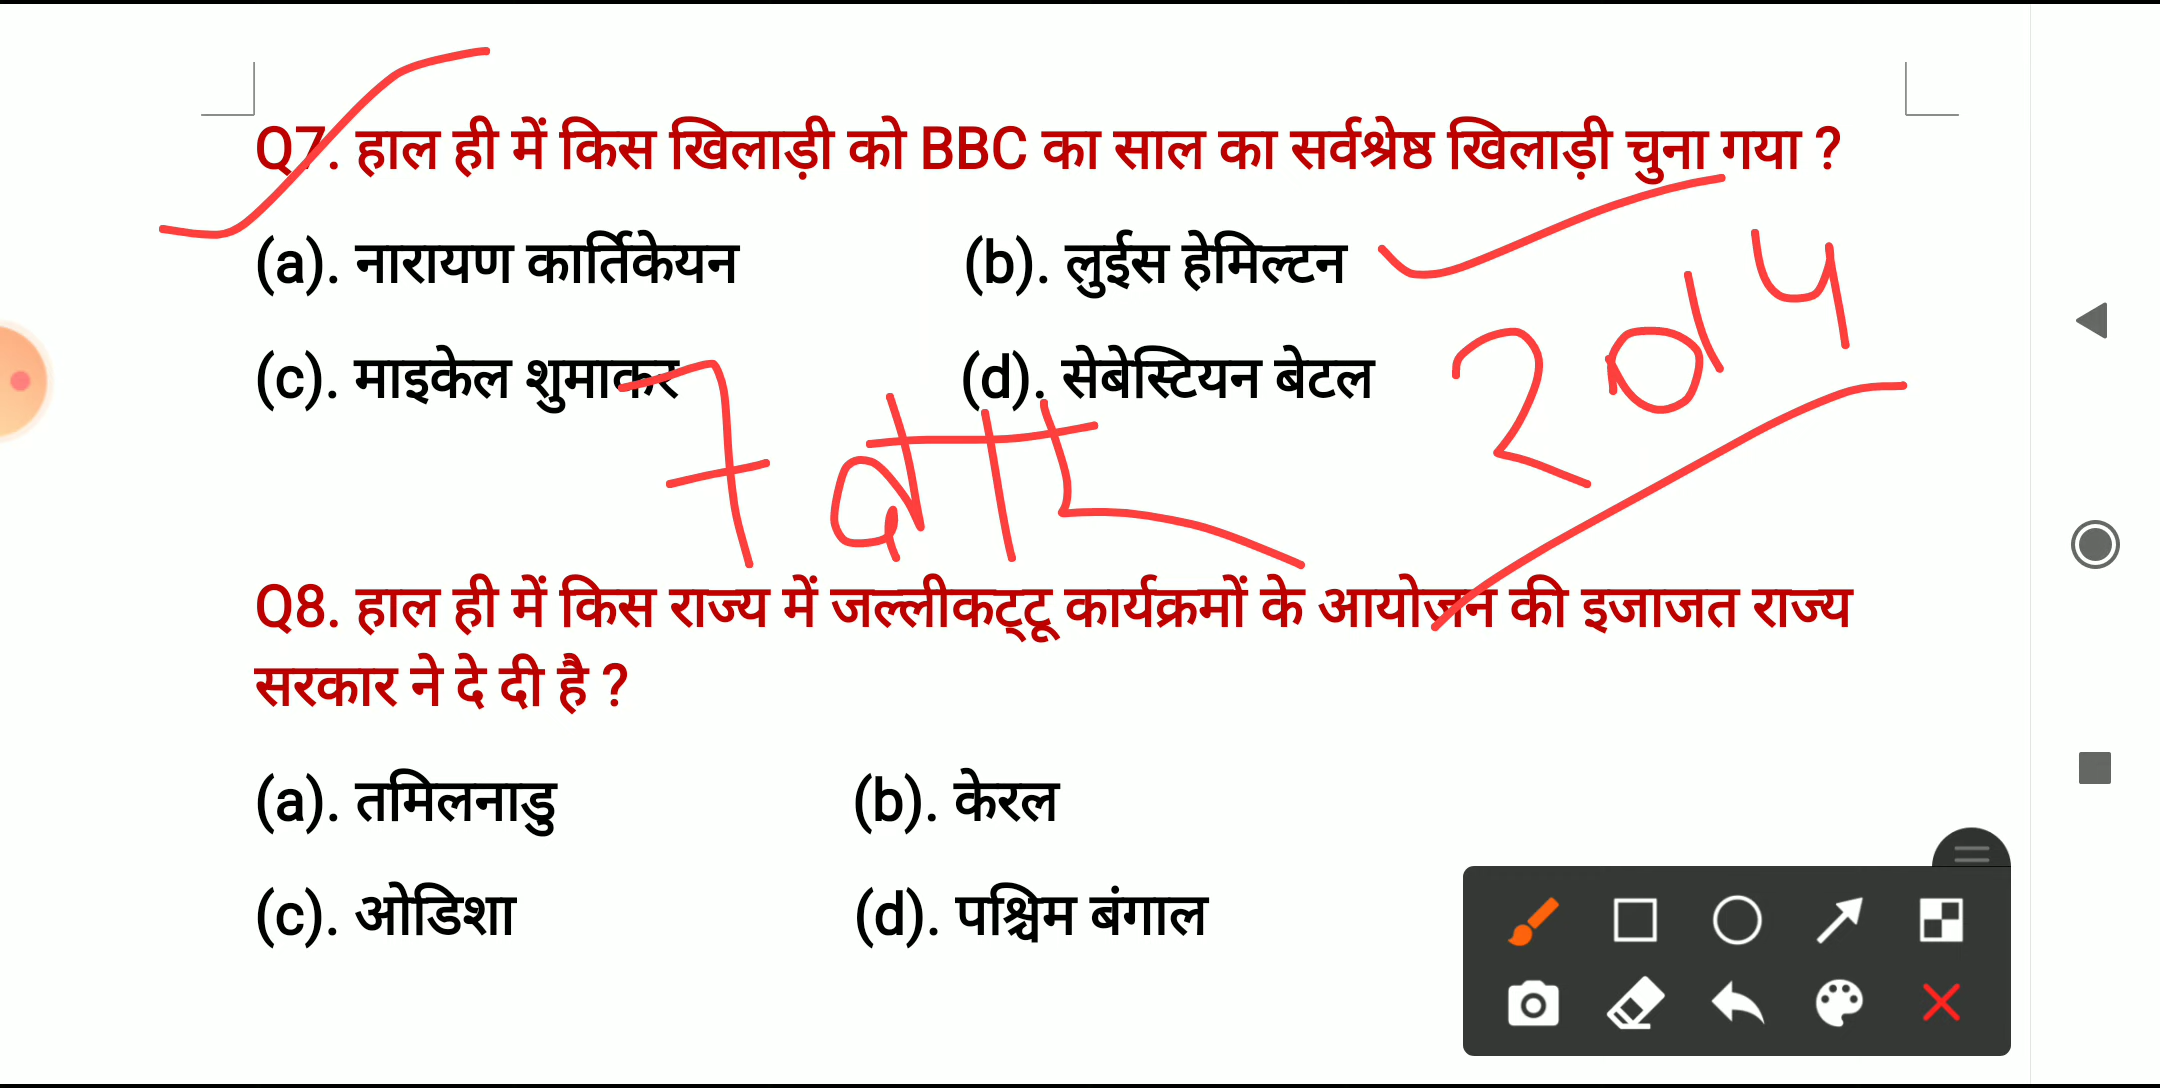 Q7. हाल ही में किस खिलाड़ी को BBC का साल का सर्वश्रेष्ठ खिलाड़ी चुना गया ?
(a). नारायण कार्तिकेयन (b). लुईस हेमिल्टन
(c). माइकेल शुमाकर (d). सेबेस्टियन बेटल
2014
7 बार
Q8. हाल ही में किस राज्य में जल्लीकट्टू कार्यक्रमों के आयोजन की इजाजत राज्य
सरकार ने दे दी है ?
(a). तमिलनाडु (b). केरल
(c). ओडिशा (d). पश्चिम बंगाल